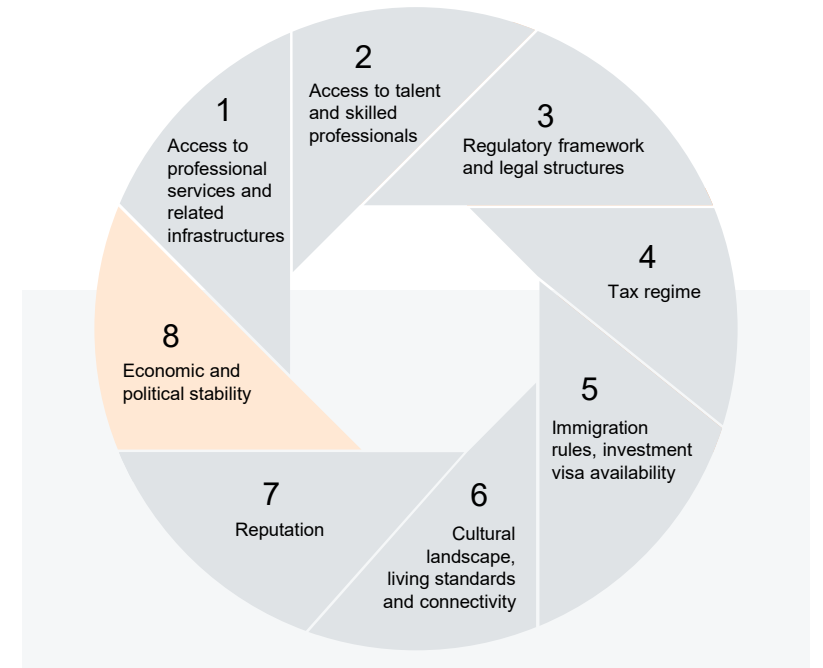 1
Access to
professional
services and
related
infrastructures
2
Access to talent
and skilled
professionals
3
Regulatory framework
and legal structures
4
Tax regime
5
Immigration
rules, investment
visa availability
6
Cultural
landscape,
living standards
and connectivity
7
Reputation
8
Economic and
political stability